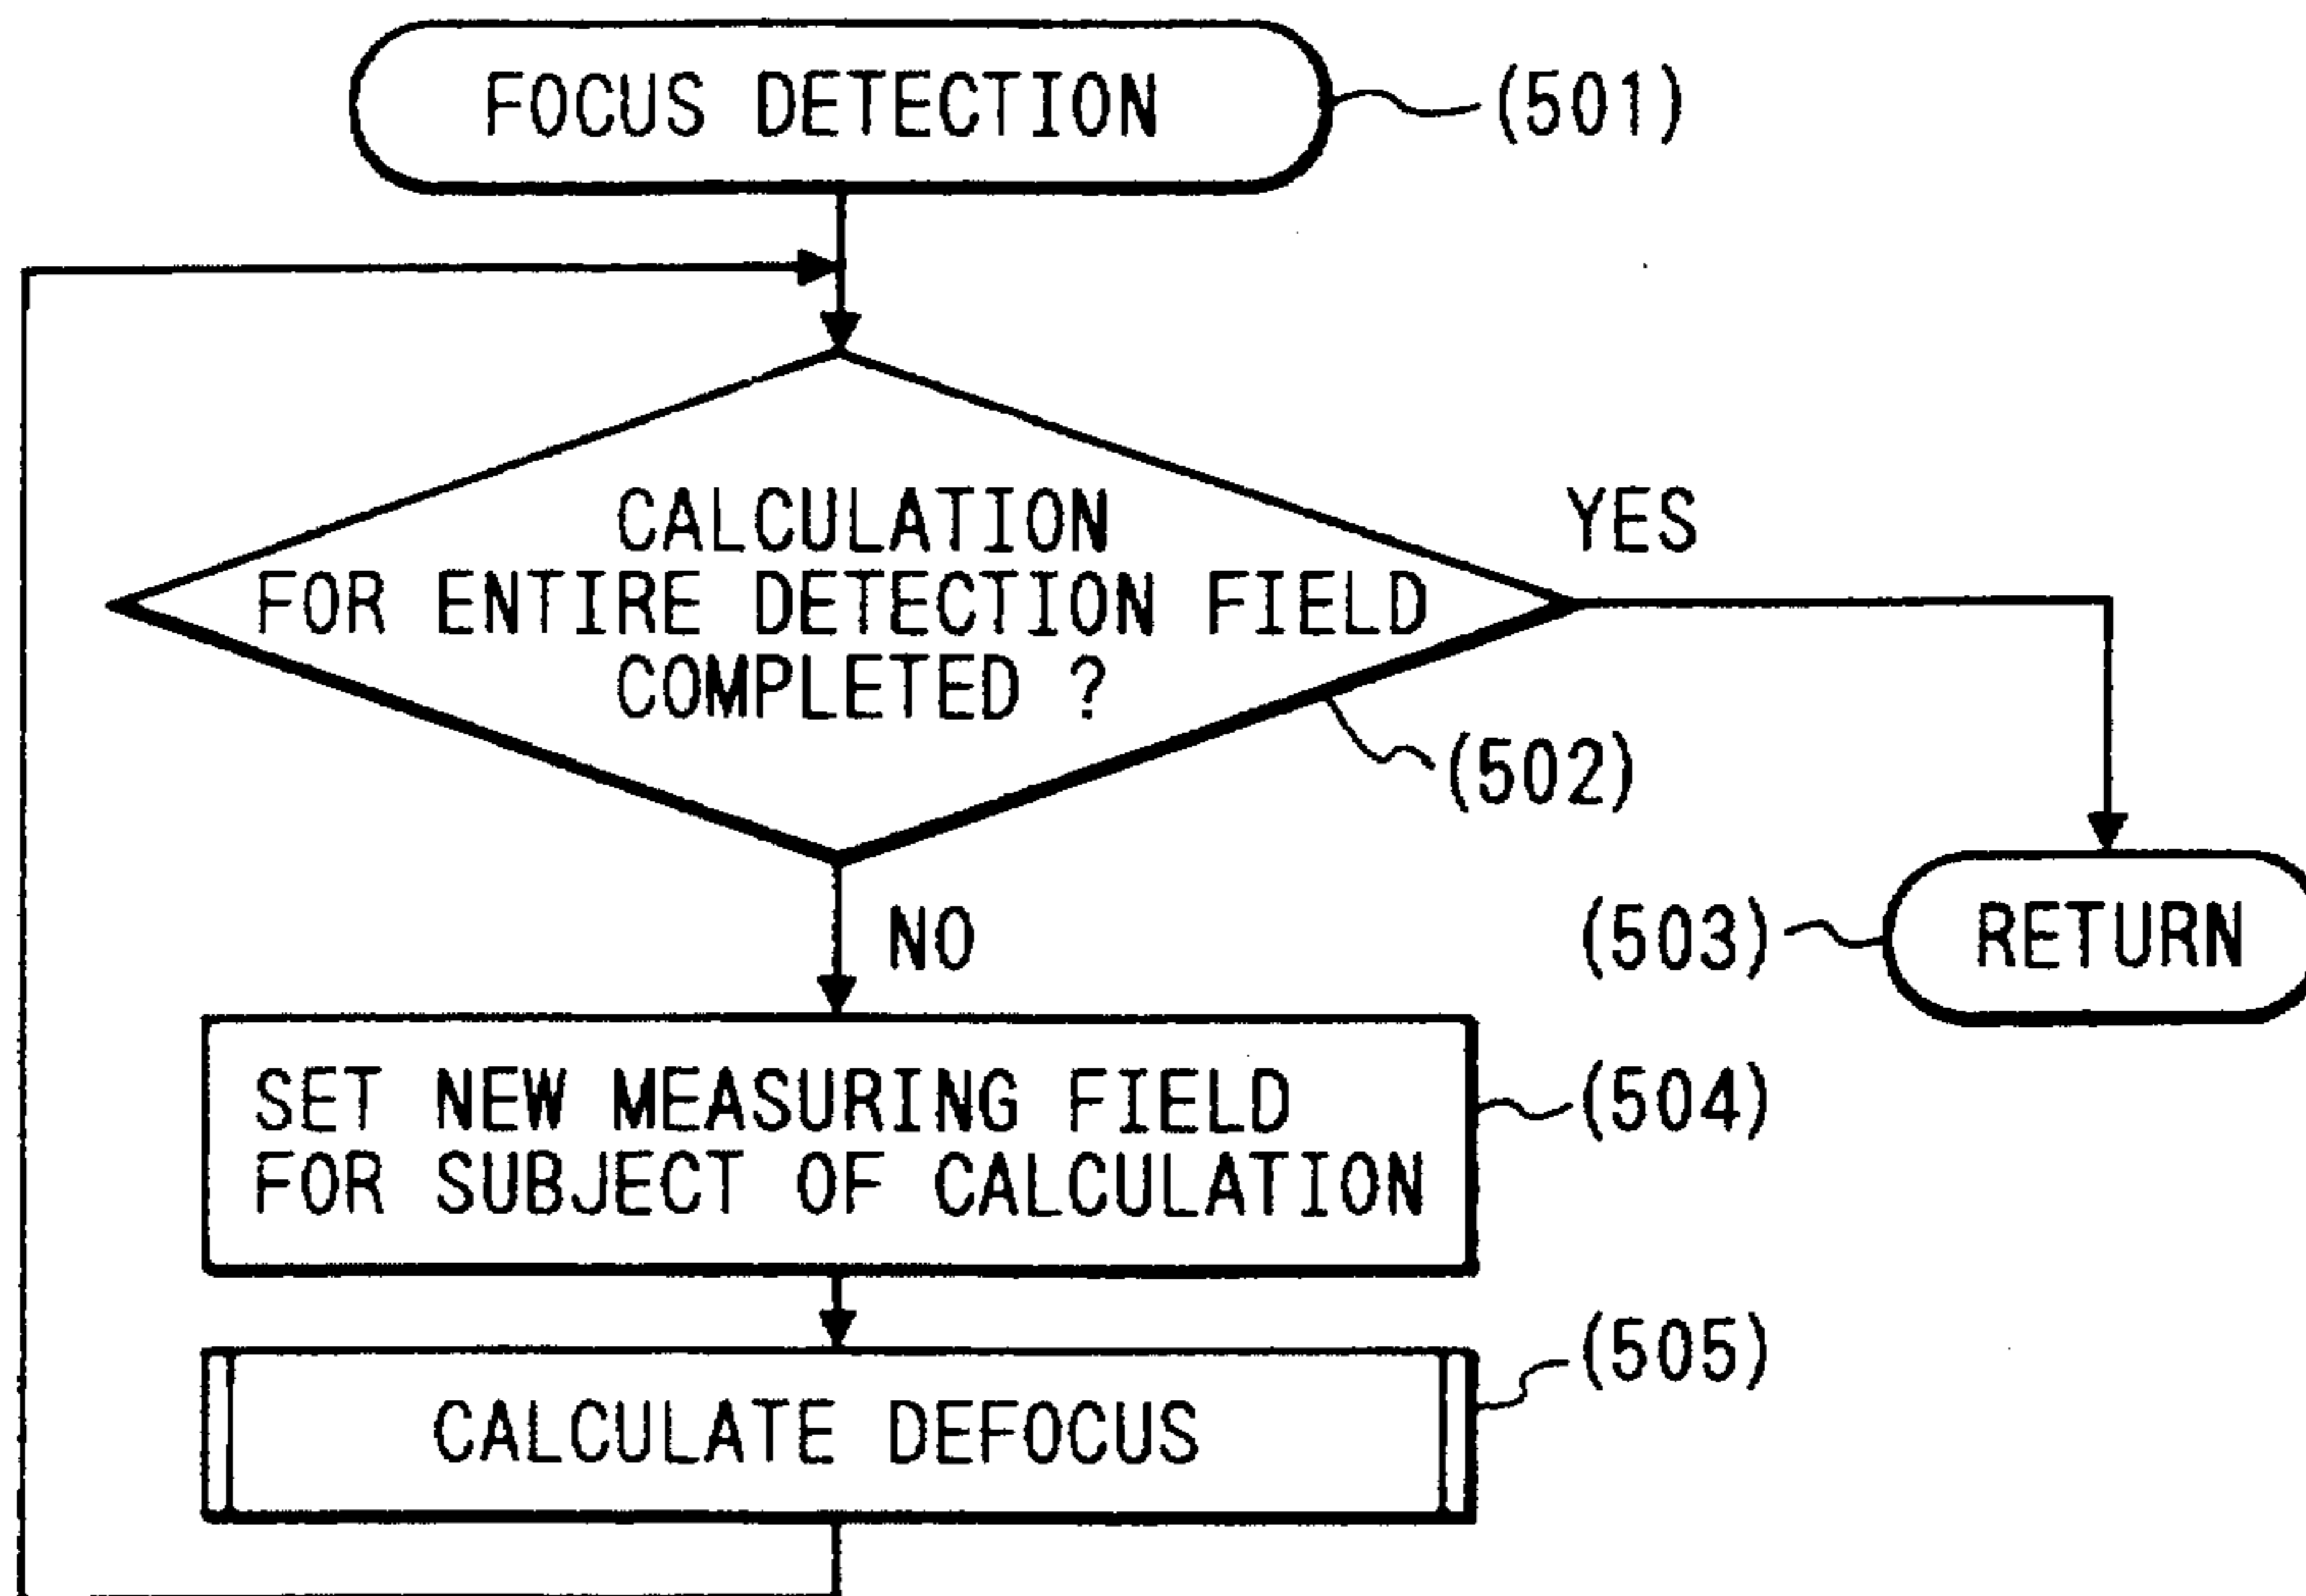 FOCUS DETECTION
(501)
CALCULATION
FOR ENTIRE DETECTION FIELD
COMPLETED ?
YES
(502)
NO
(503)
RETURN
SET NEW MEASURING FIELD
FOR SUBJECT OF CALCULATION
(504)
CALCULATE DEFOCUS
(505)